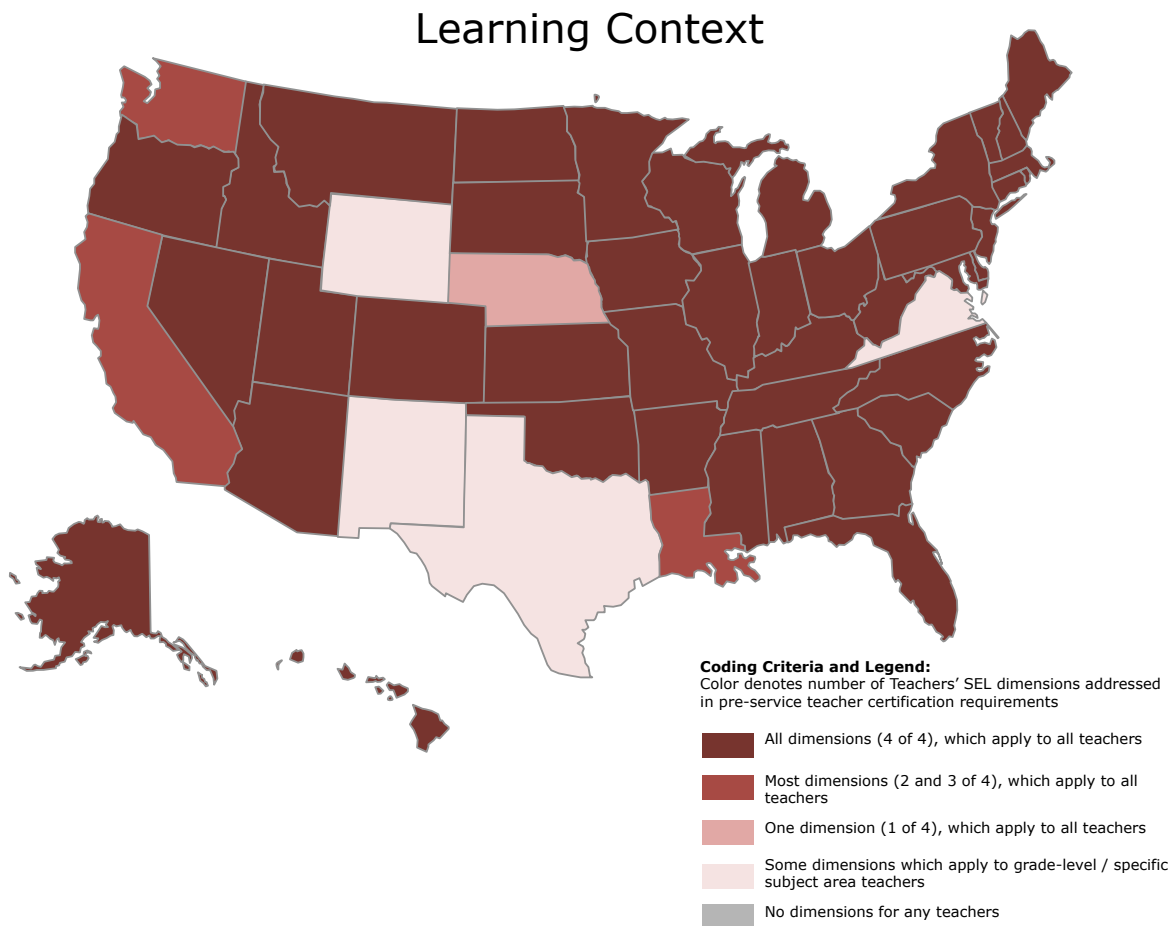 Learning Context
Coding Criteria and Legend:
Color denotes number of Teachers’ SEL dimensions addressed
in pre-service teacher certification requirements
All dimensions (4 of 4), which apply to all teachers
Most dimensions (2 and 3 of 4), which apply to all
teachers
One dimension (1 of 4), which apply to all teachers
Some dimensions which apply to grade-level / specific
subject area teachers
No dimensions for any teachers